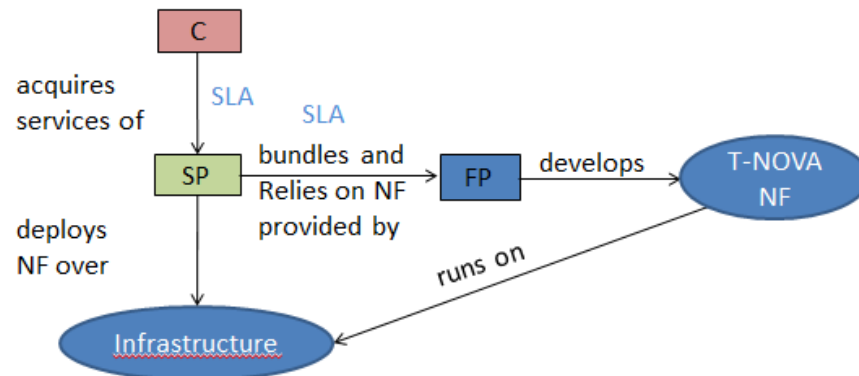 C
acquires
services of
SLA
SLA
SP
bundles and
Relies on NF
provided by
FP
develops
T-NOVA
NF
deploys
NF over
runs on
Infrastructure